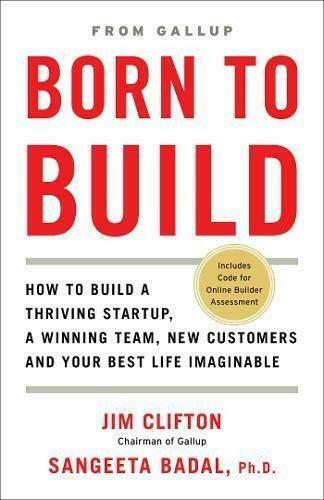 FROM GALLUP
BORN TO
BUILD
Includes
Code for
Online Builder
Assessment
HOW TO BUILD A
THRIVING STARTUP,
A WINNING TEAM, NEW CUSTOMERS
AND YOUR BEST LIFE IMAGINABLE
JIM CLIFTON
Chairman of Gallup
SANGEETA BADAL, Ph.D.